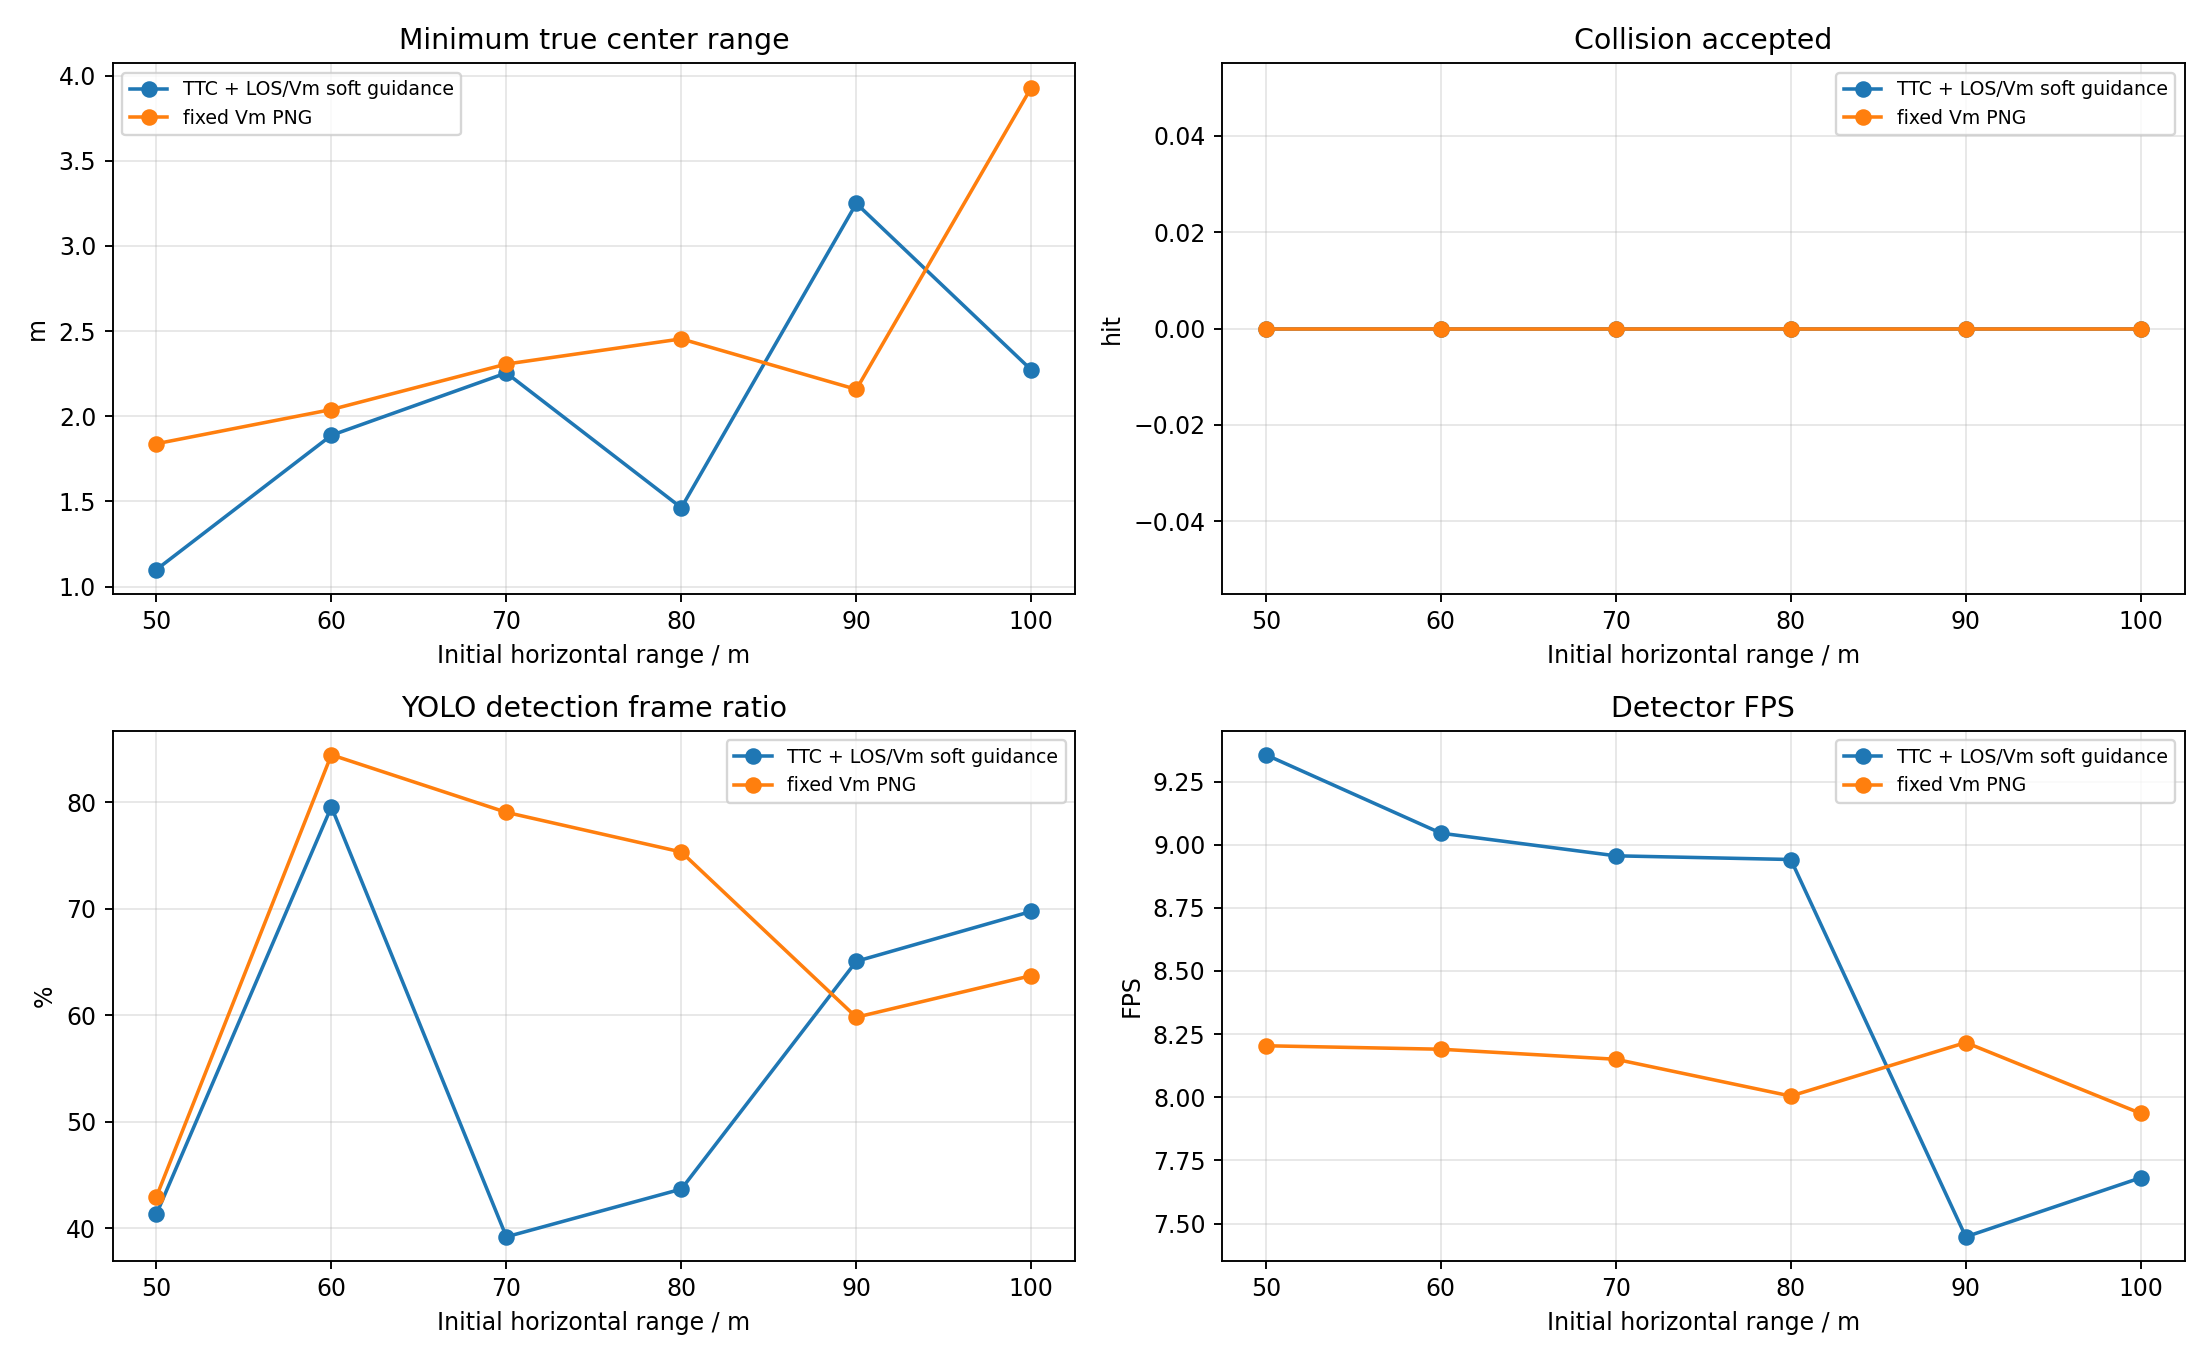 Minimum true center range
TTC + LOS/Vm soft guidance
fixed Vm PNG
4.0
3.5
3.0
2.5
2.0
1.5
1.0
m
50 60 70 80 90 100
Initial horizontal range / m
Collision accepted
TTC + LOS/Vm soft guidance
fixed Vm PNG
0.04
0.02
0.00
−0.02
−0.04
hit
50 60 70 80 90 100
Initial horizontal range / m
YOLO detection frame ratio
TTC + LOS/Vm soft guidance
fixed Vm PNG
80
70
60
50
40
%
50 60 70 80 90 100
Initial horizontal range / m
Detector FPS
TTC + LOS/Vm soft guidance
fixed Vm PNG
9.25
9.00
8.75
8.50
8.25
8.00
7.75
7.50
FPS
50 60 70 80 90 100
Initial horizontal range / m